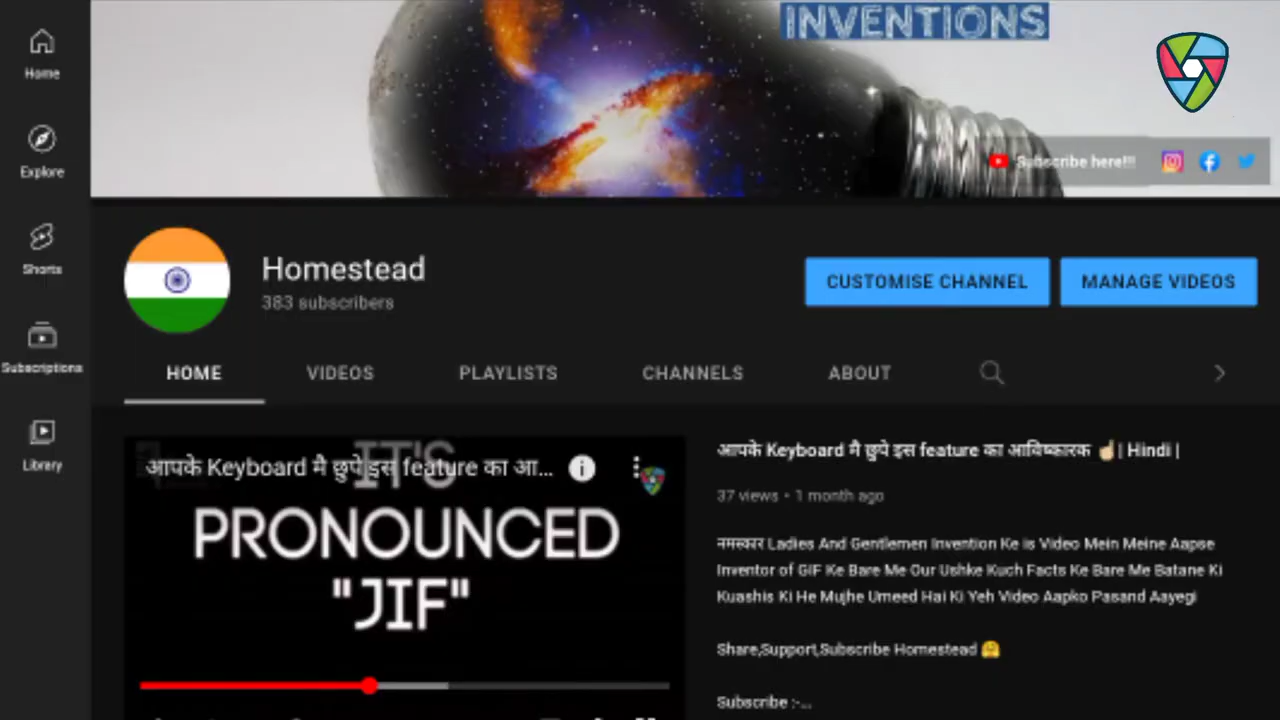 INVENTIONS
Home
Subscribe here!!!
Explore
Shorts
Homestead
383 subscribers
CUSTOMISE CHANNEL
MANAGE VIDEOS
Subscriptions
HOME
VIDEOS
PLAYLISTS
CHANNELS
ABOUT
Library
IT'S
आपके Keyboard मै छुपे इस feature का आ...
PRONOUNCED
"JIF"
आपके Keyboard मै छुपे इस feature का आविष्कारक ☝🏼| Hindi |
37 views • 1 month ago
नमस्कार Ladies And Gentlemen Invention Ke is Video Mein Meine Aapse
Inventor of GIF Ke Bare Me Our Ushke Kuch Facts Ke Bare Me Batane Ki
Kuashis Ki He Mujhe Umeed Hai Ki Yeh Video Aapko Pasand Aayegi
Share,Support,Subscribe Homestead 🤗
Subscribe :-...